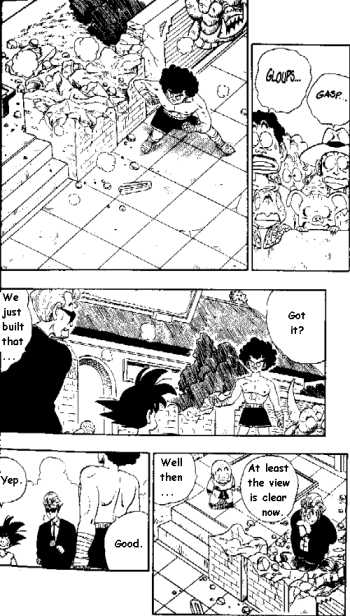 GLOUPS...
GASP...
We
just
built
that
...
Got
it?
Yep.
Good.
Well
then
...
At least
the view
is clear
now.